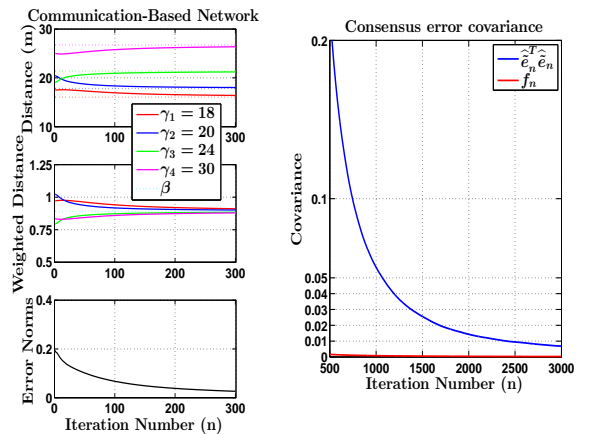 Communication-Based Network
Distance (m)
30
20
10
0
100
200
300
γ₁ = 18
γ₂ = 20
γ₃ = 24
γ₄ = 30
β
Weighted Distance
1.25
1
0.75
0.5
0
100
200
300
Error Norms
0.4
0.2
0
0
100
200
300
Iteration Number (n)
Consensus error covariance
Covariance
0.2
0.1
0.05
0.04
0.03
0.02
0.01
0
500
1000
1500
2000
2500
3000
Iteration Number (n)
ẽ̂ₙᵀ ẽ̂ₙ
fₙ